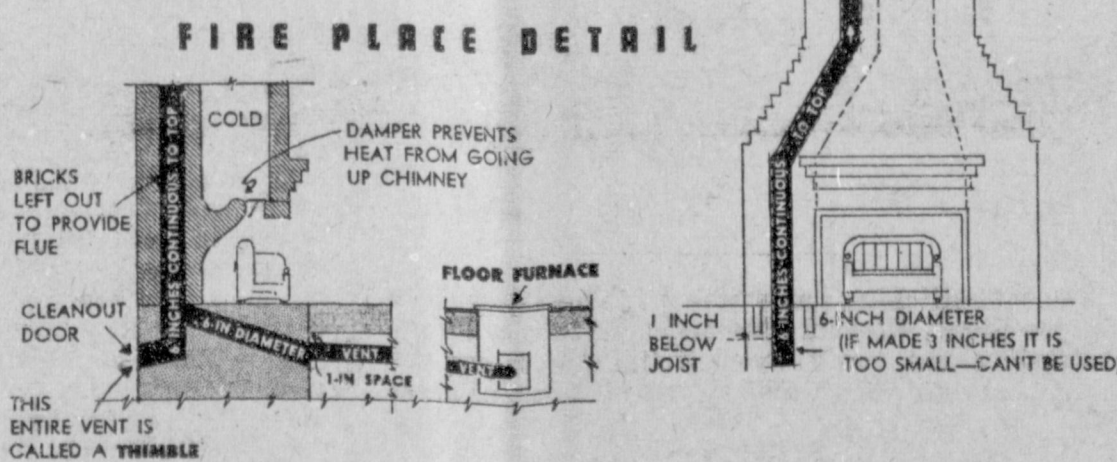 FIRE PLACE DETAIL
COLD
DAMPER PREVENTS
HEAT FROM GOING
UP CHIMNEY
BRICKS
LEFT OUT
TO PROVIDE
FLUE
6 INCHES CONTINUOUS TO TOP
CLEANOUT
DOOR
6-IN DIAMETER
VENT
1-IN SPACE
THIS
ENTIRE VENT IS
CALLED A THIMBLE
FLOOR FURNACE
VENT
TO TOP
INCHES CONTINUOUS
1 INCH
BELOW
JOIST
6-INCH DIAMETER
(IF MADE 3 INCHES IT IS
TOO SMALL—CAN'T BE USED